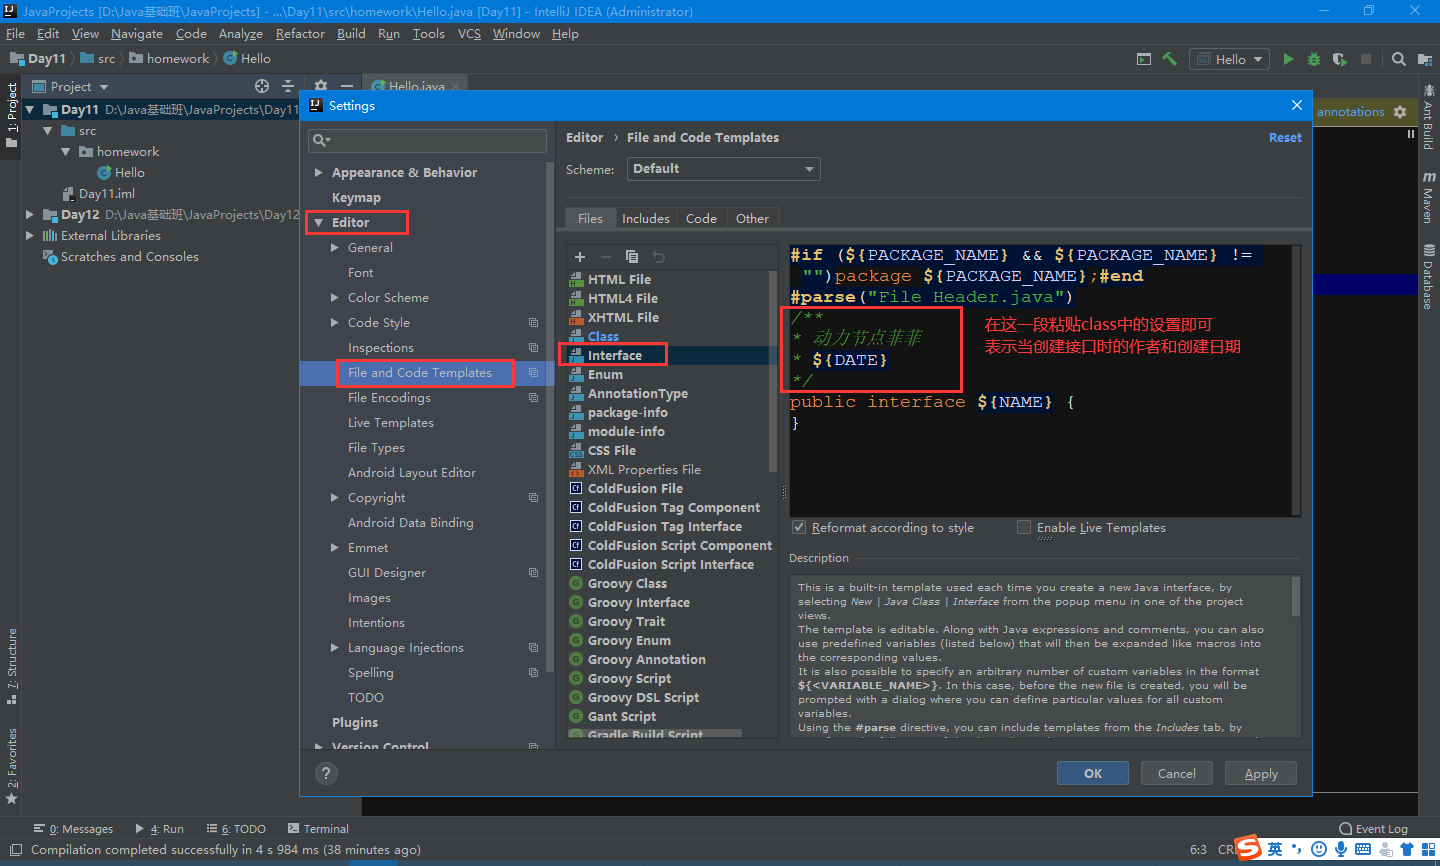 JavaProjects [D:\Java基础班\JavaProjects] - ...\Day11\src\homework\Hello.java [Day11] - IntelliJ IDEA (Administrator)
File Edit View Navigate Code Analyze Refactor Build Run Tools VCS Window Help
Day11 src homework Hello
Hello
Project
Hello.java
1: Project
7: Structure
2: Favorites
Day11 D:\Java基础班\JavaProjects\Day11
src
homework
Hello
Day11.iml
Day12 D:\Java基础班\JavaProjects\Day12
External Libraries
Scratches and Consoles
annotations
Ant Build
Maven
Database
Settings
Appearance & Behavior
Keymap
Editor
General
Font
Color Scheme
Code Style
Inspections
File and Code Templates
File Encodings
Live Templates
File Types
Android Layout Editor
Copyright
Android Data Binding
Emmet
GUI Designer
Images
Intentions
Language Injections
Spelling
TODO
Plugins
Version Control
Editor › File and Code Templates
Reset
Scheme: Default
Files Includes Code Other
HTML File
HTML4 File
XHTML File
Class
Interface
Enum
AnnotationType
package-info
module-info
CSS File
XML Properties File
ColdFusion File
ColdFusion Tag Component
ColdFusion Tag Interface
ColdFusion Script Component
ColdFusion Script Interface
Groovy Class
Groovy Interface
Groovy Trait
Groovy Enum
Groovy Annotation
Groovy Script
Groovy DSL Script
Gant Script
Gradle Build Script
#if (${PACKAGE_NAME} && ${PACKAGE_NAME} !=
"")package ${PACKAGE_NAME};#end
#parse("File Header.java")
/**
* 动力节点菲菲
* ${DATE}
*/
public interface ${NAME} {
}
在这一段粘贴class中的设置即可
表示当创建接口时的作者和创建日期
Reformat according to style
Enable Live Templates
Description
This is a built-in template used each time you create a new Java interface, by
selecting New | Java Class | Interface from the popup menu in one of the project
views.
The template is editable. Along with Java expressions and comments, you can also
use predefined variables (listed below) that will then be expanded like macros into
the corresponding values.
It is also possible to specify an arbitrary number of custom variables in the format
${<VARIABLE_NAME>}. In this case, before the new file is created, you will be
prompted with a dialog where you can define particular values for all custom
variables.
Using the #parse directive, you can include templates from the Includes tab, by
?
OK Cancel Apply
0: Messages 4: Run 6: TODO Terminal
Event Log
Compilation completed successfully in 4 s 984 ms (38 minutes ago)
6:3
英